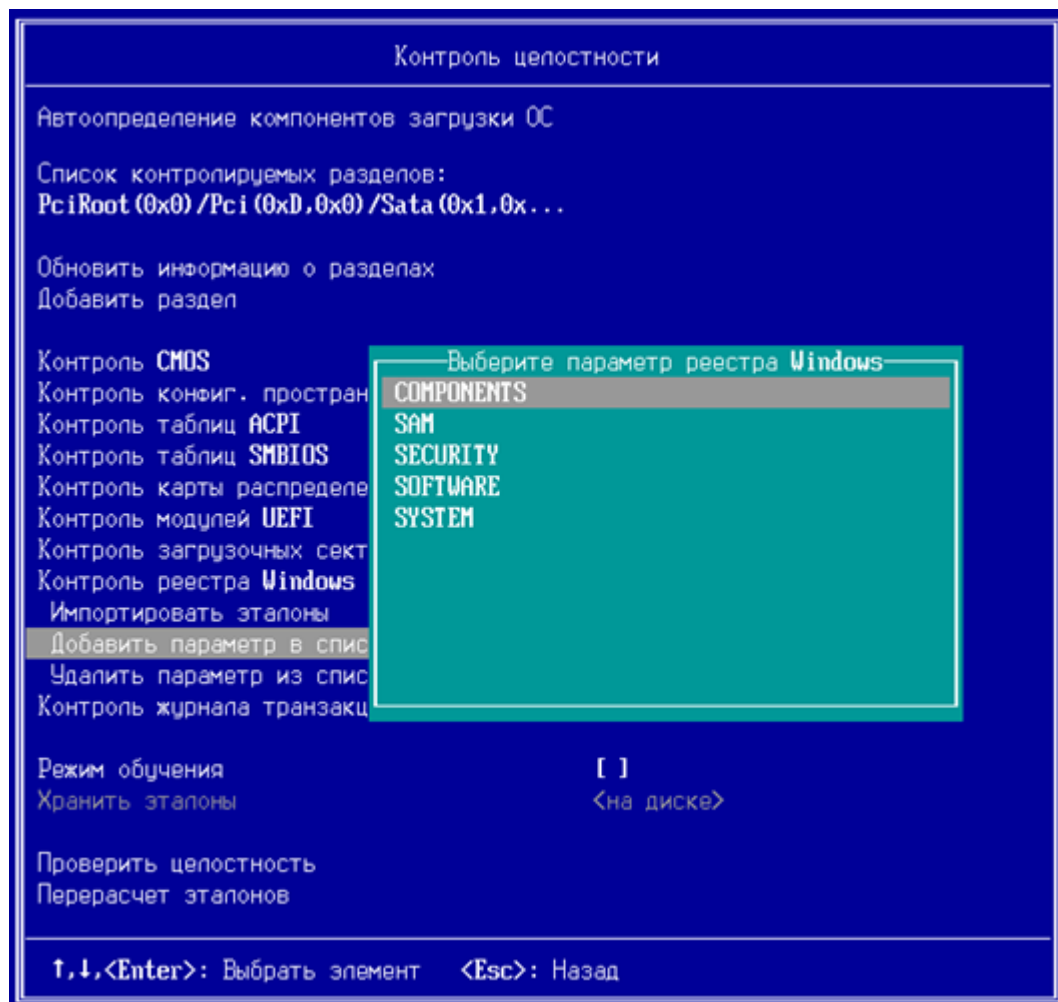 Контроль целостности
Автоопределение компонентов загрузки ОС
Список контролируемых разделов:
PciRoot(0x0)/Pci(0xD,0x0)/Sata(0x1,0x...
Обновить информацию о разделах
Добавить раздел
Контроль CMOS
Контроль конфиг. простран
Контроль таблиц ACPI
Контроль таблиц SMBIOS
Контроль карты распределе
Контроль модулей UEFI
Контроль загрузочных сект
Контроль реестра Windows
Импортировать эталоны
Добавить параметр в спис
Удалить параметр из спис
Контроль журнала транзакц
Выберите параметр реестра Windows
COMPONENTS
SAM
SECURITY
SOFTWARE
SYSTEM
Режим обучения [ ]
Хранить эталоны <на диске>
Проверить целостность
Перерасчет эталонов
↑,↓,<Enter>: Выбрать элемент <Esc>: Назад